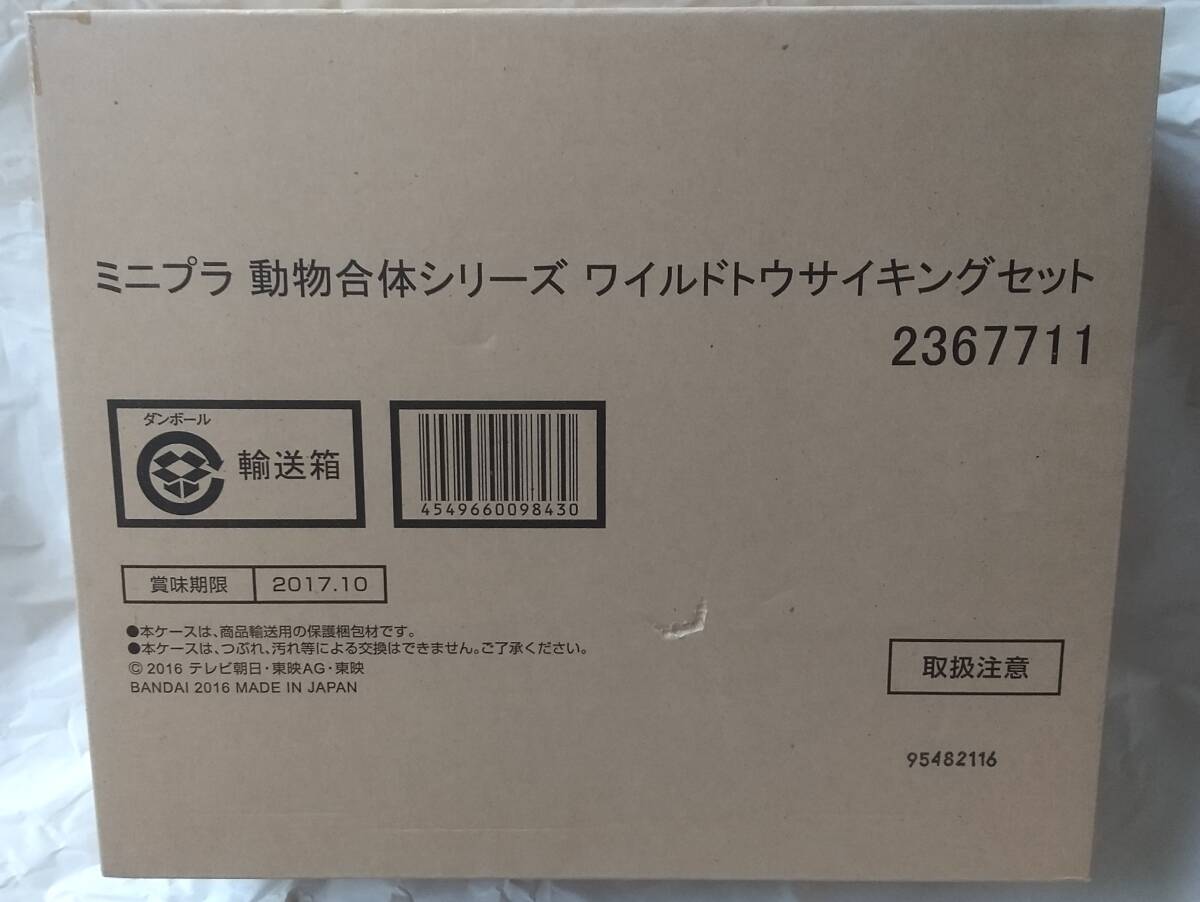 ミニプラ 動物合体シリーズ ワイルドトウサイキングセット
2367711
ダンボール
輸送箱
4549660098430
賞味期限 2017.10
●本ケースは、商品輸送用の保護梱包材です。
●本ケースは、つぶれ、汚れ等による交換はできません。ご了承ください。
© 2016 テレビ朝日・東映AG・東映
BANDAI 2016 MADE IN JAPAN
取扱注意
95482116